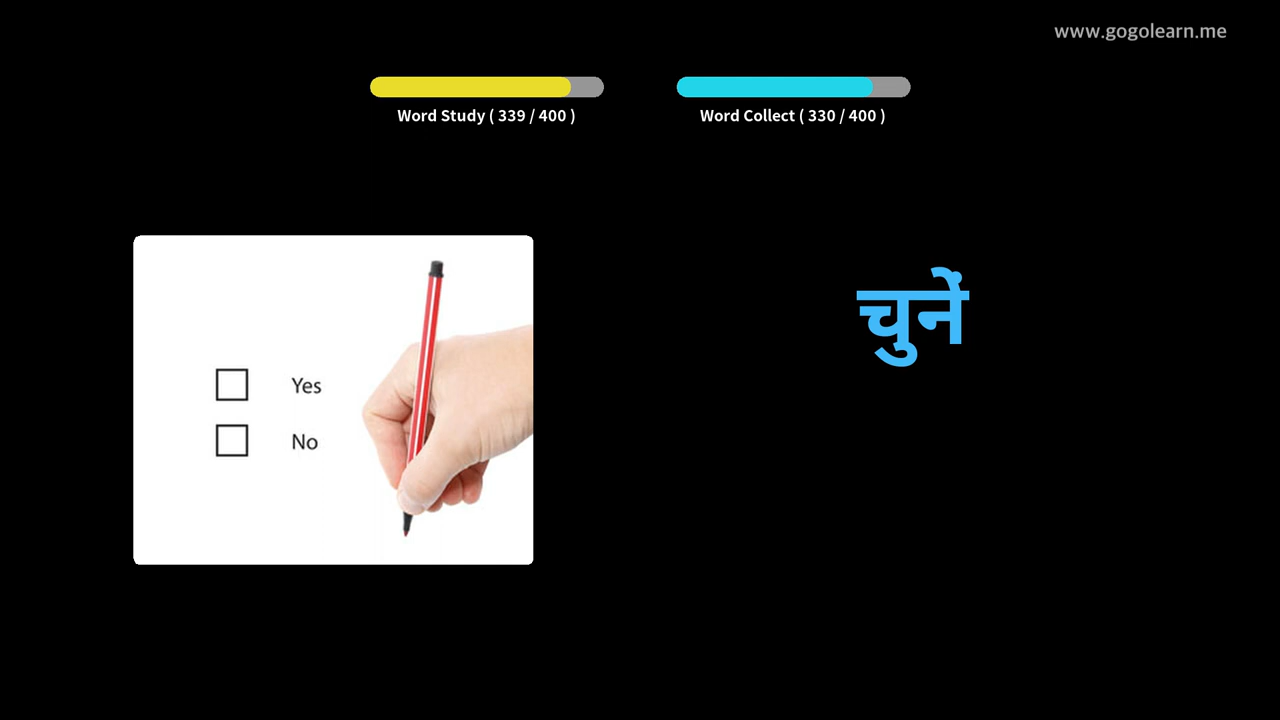 www.gogolearn.me
Word Study ( 339 / 400 )
Word Collect ( 330 / 400 )
चुनें
Yes
No